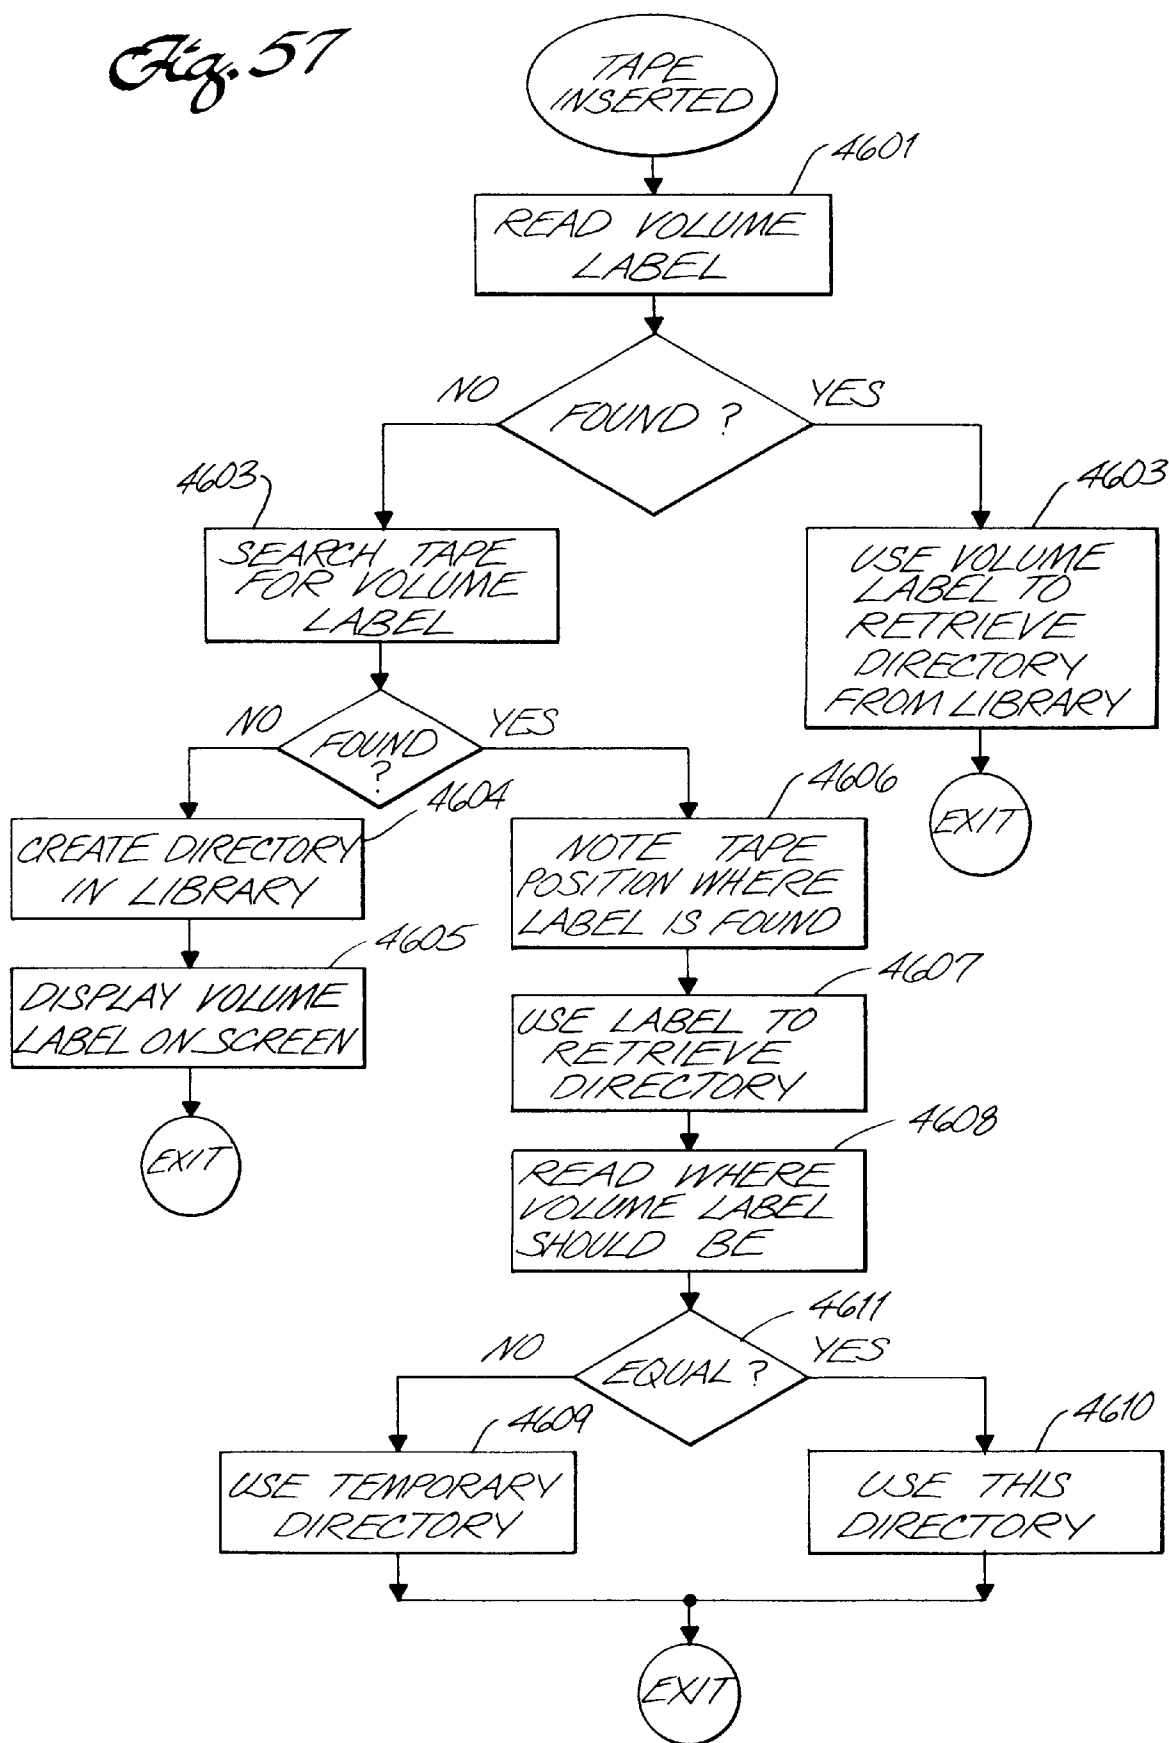 Fig. 57
TAPE
INSERTED
4601
READ VOLUME
LABEL
NO
FOUND ?
YES
4603
SEARCH TAPE
FOR VOLUME
LABEL
4603
USE VOLUME
LABEL TO
RETRIEVE
DIRECTORY
FROM LIBRARY
EXIT
NO
FOUND
?
YES
4604
CREATE DIRECTORY
IN LIBRARY
4605
DISPLAY VOLUME
LABEL ON SCREEN
EXIT
4606
NOTE TAPE
POSITION WHERE
LABEL IS FOUND
4607
USE LABEL TO
RETRIEVE
DIRECTORY
4608
READ WHERE
VOLUME LABEL
SHOULD BE
4611
NO
EQUAL ?
YES
4609
USE TEMPORARY
DIRECTORY
4610
USE THIS
DIRECTORY
EXIT